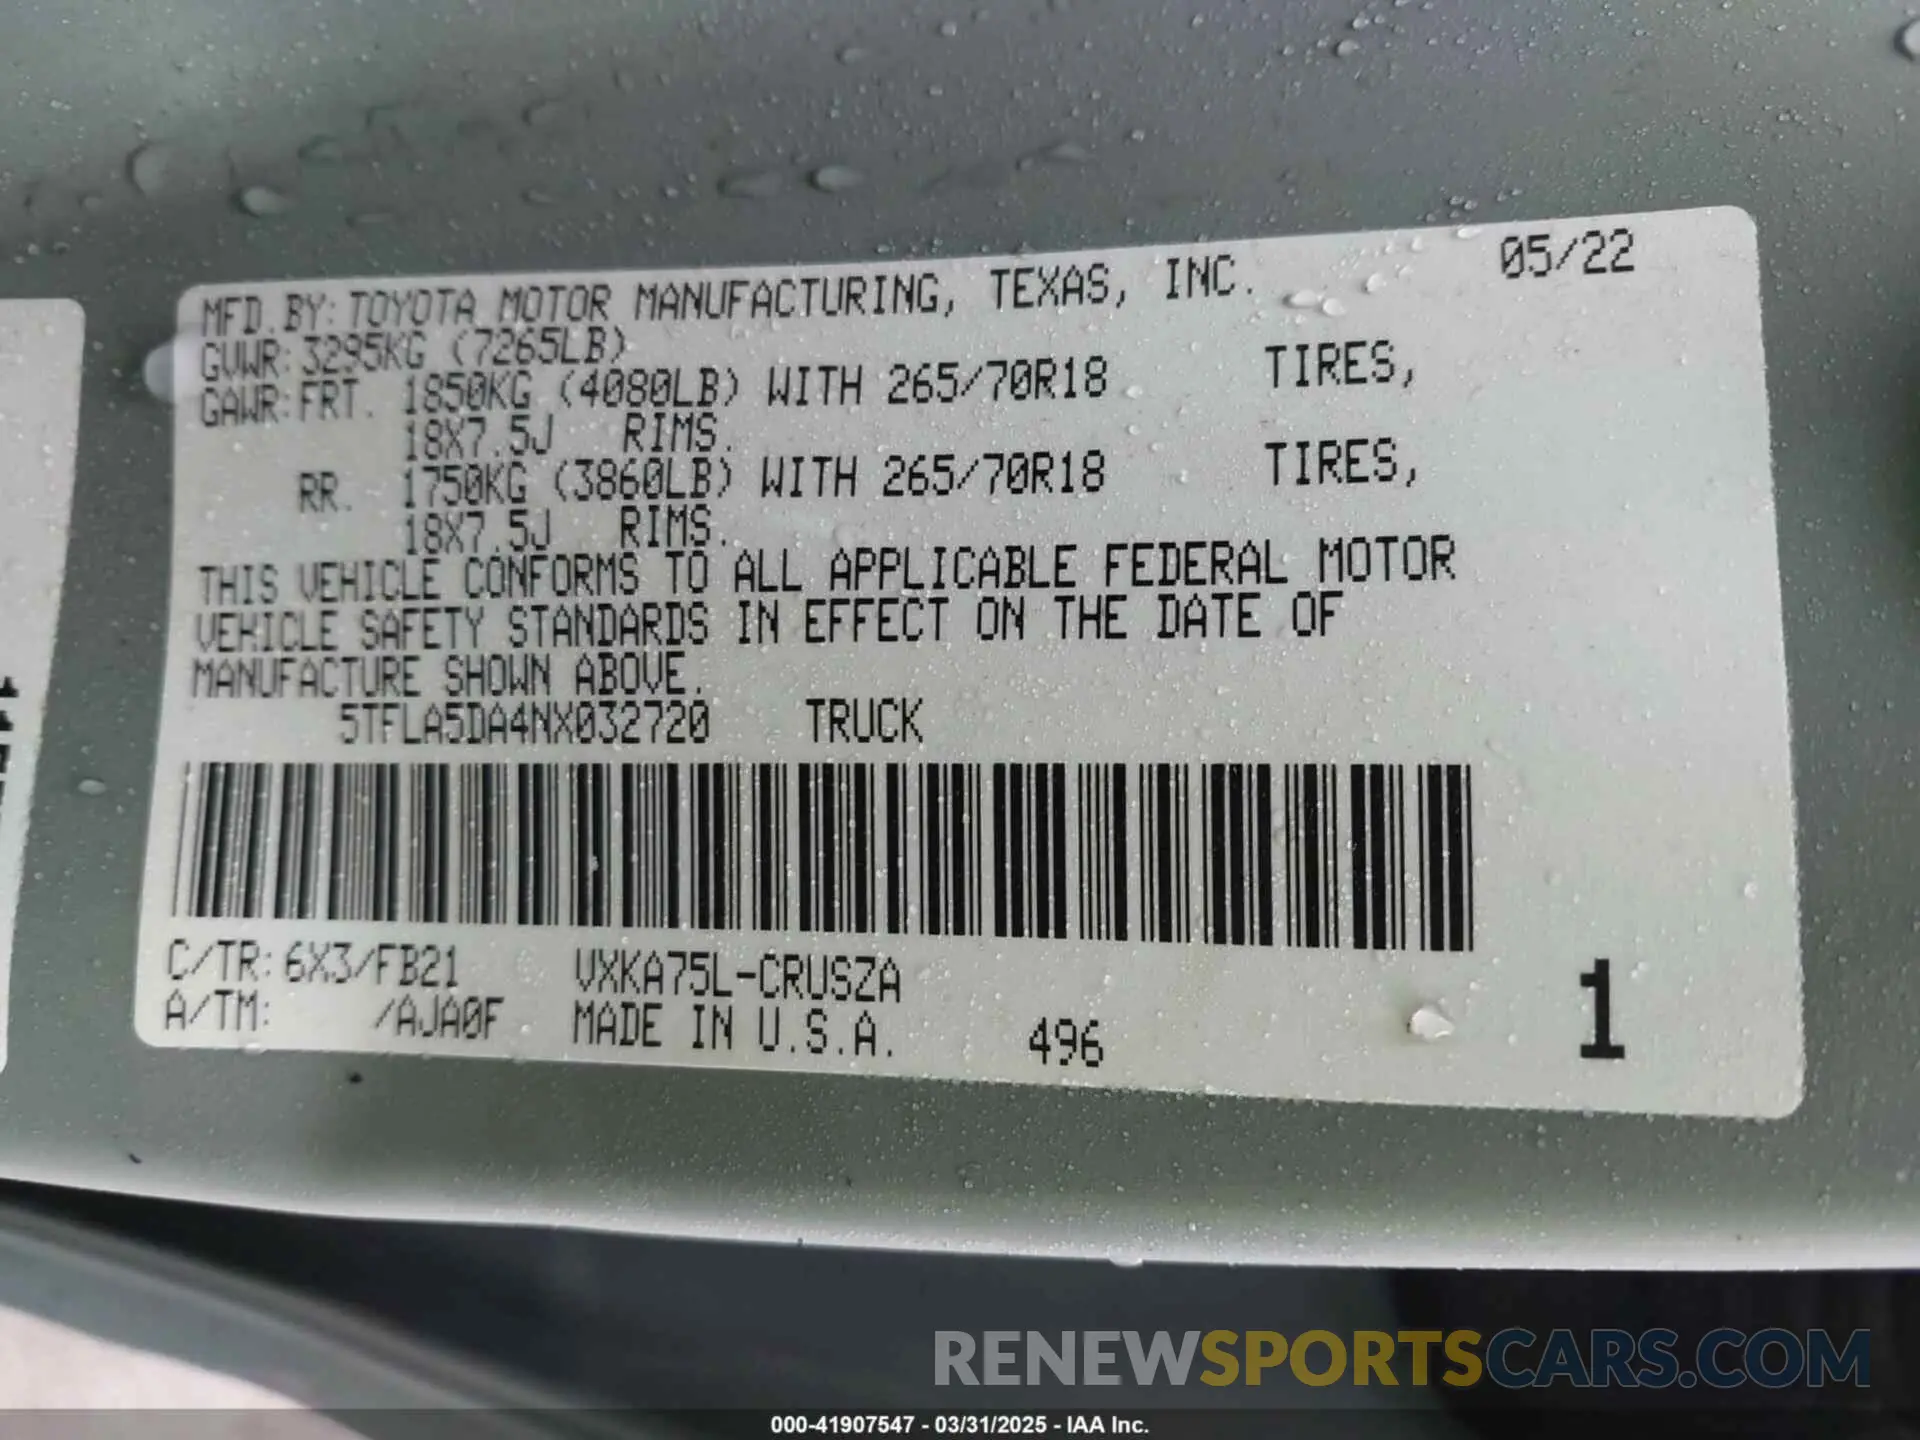 MFD.BY: TOYOTA MOTOR MANUFACTURING, TEXAS, INC. 05/22
GVWR: 3295KG (7265LB)
GAWR: FRT. 1850KG (4080LB) WITH 265/70R18 TIRES,
18X7.5J RIMS.
RR. 1750KG (3860LB) WITH 265/70R18 TIRES,
18X7.5J RIMS.
THIS VEHICLE CONFORMS TO ALL APPLICABLE FEDERAL MOTOR
VEHICLE SAFETY STANDARDS IN EFFECT ON THE DATE OF
MANUFACTURE SHOWN ABOVE.
5TFLA5DA4NX032720 TRUCK
C/TR: 6X3/FB21 VXKA75L-CRUSZA
A/TM: /AJA0F MADE IN U.S.A. 496 1
RENEWSPORTSCARS.COM
000-41907547 - 03/31/2025 - IAA Inc.